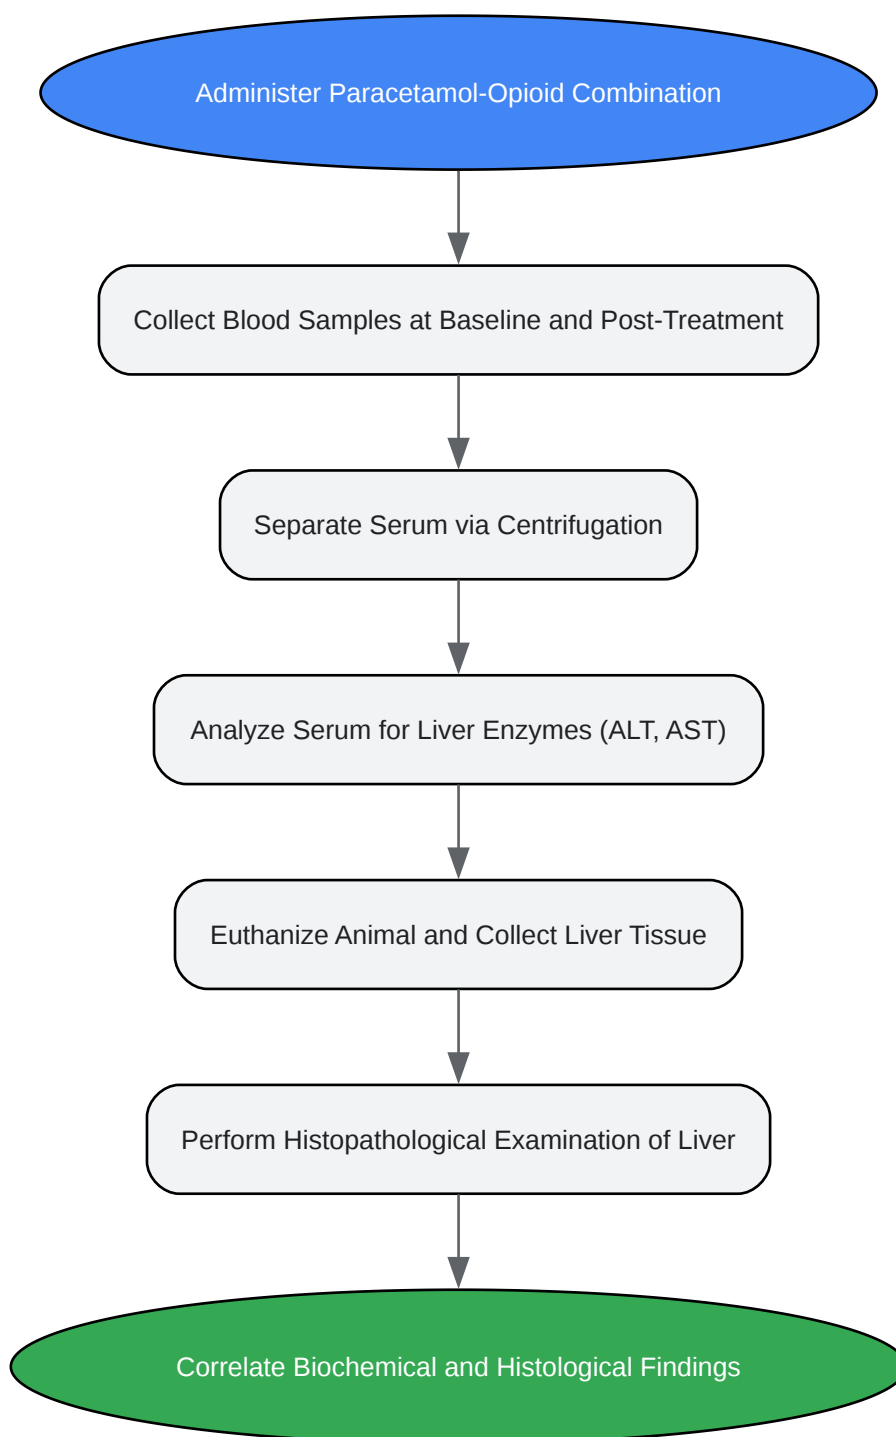 Administer Paracetamol-Opioid Combination
Collect Blood Samples at Baseline and Post-Treatment
Separate Serum via Centrifugation
Analyze Serum for Liver Enzymes (ALT, AST)
Euthanize Animal and Collect Liver Tissue
Perform Histopathological Examination of Liver
Correlate Biochemical and Histological Findings